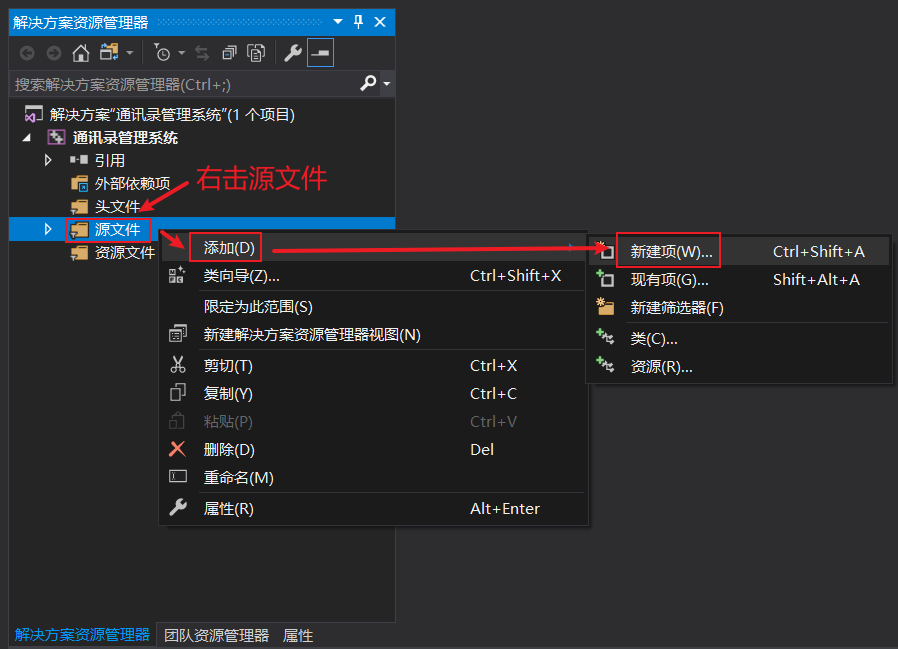 解决方案资源管理器
搜索解决方案资源管理器(Ctrl+;)
解决方案"通讯录管理系统"(1 个项目)
通讯录管理系统
引用
外部依赖项
头文件
源文件
资源文件
右击源文件
添加(D)
类向导(Z)... Ctrl+Shift+X
限定为此范围(S)
新建解决方案资源管理器视图(N)
剪切(T) Ctrl+X
复制(Y) Ctrl+C
粘贴(P) Ctrl+V
删除(D) Del
重命名(M)
属性(R) Alt+Enter
新建项(W)... Ctrl+Shift+A
现有项(G)... Shift+Alt+A
新建筛选器(F)
类(C)...
资源(R)...
解决方案资源管理器 团队资源管理器 属性